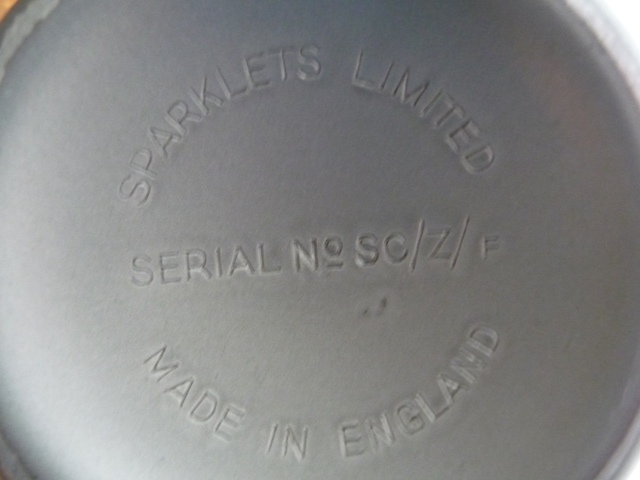 SPARKLETS LIMITED
SERIAL Nº SC/Z/F
MADE IN ENGLAND